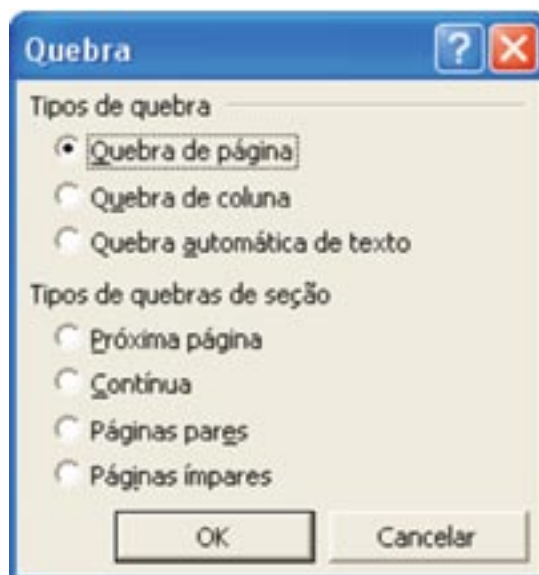 Quebra
Tipos de quebra
Quebra de página
Quebra de coluna
Quebra automática de texto
Tipos de quebras de seção
Próxima página
Contínua
Páginas pares
Páginas ímpares
OK Cancelar